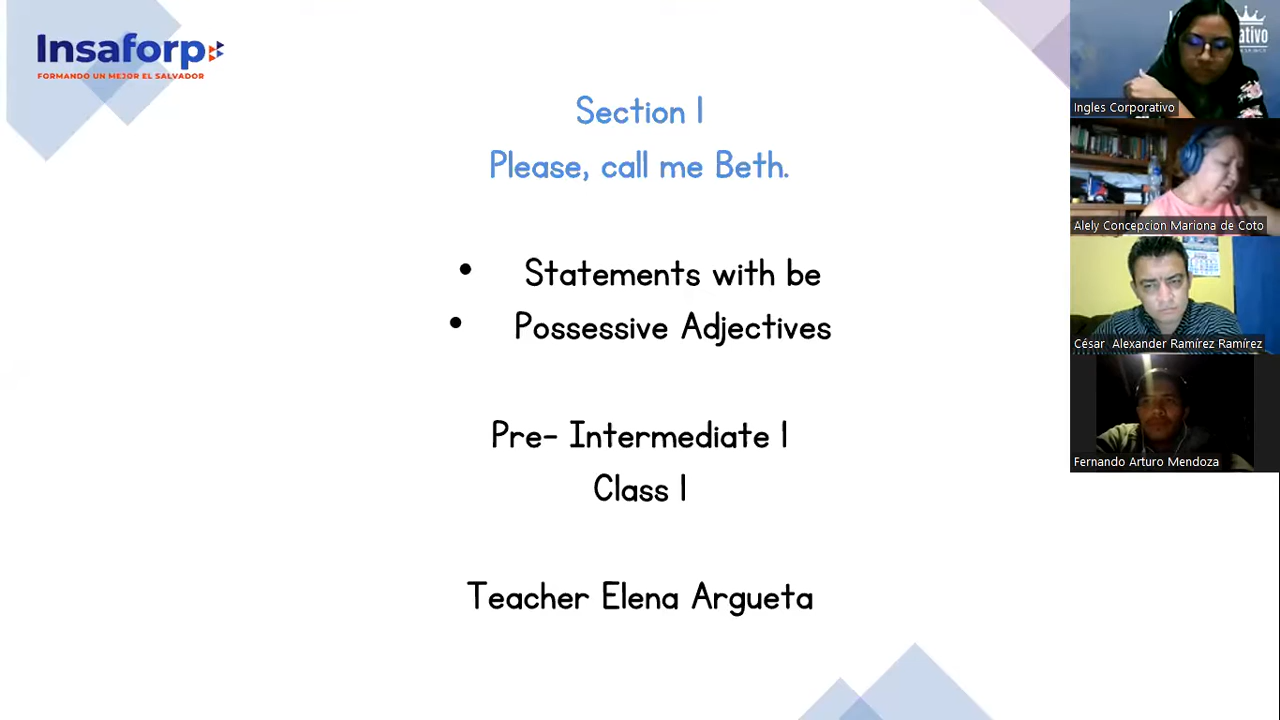 Insaforp
FORMANDO UN MEJOR EL SALVADOR
Section 1
Please, call me Beth.
• Statements with be
• Possessive Adjectives
Pre- Intermediate 1
Class 1
Teacher Elena Argueta
Ingles Corporativo
Alely Concepcion Mariona de Coto
César Alexander Ramírez Ramírez
Fernando Arturo Mendoza